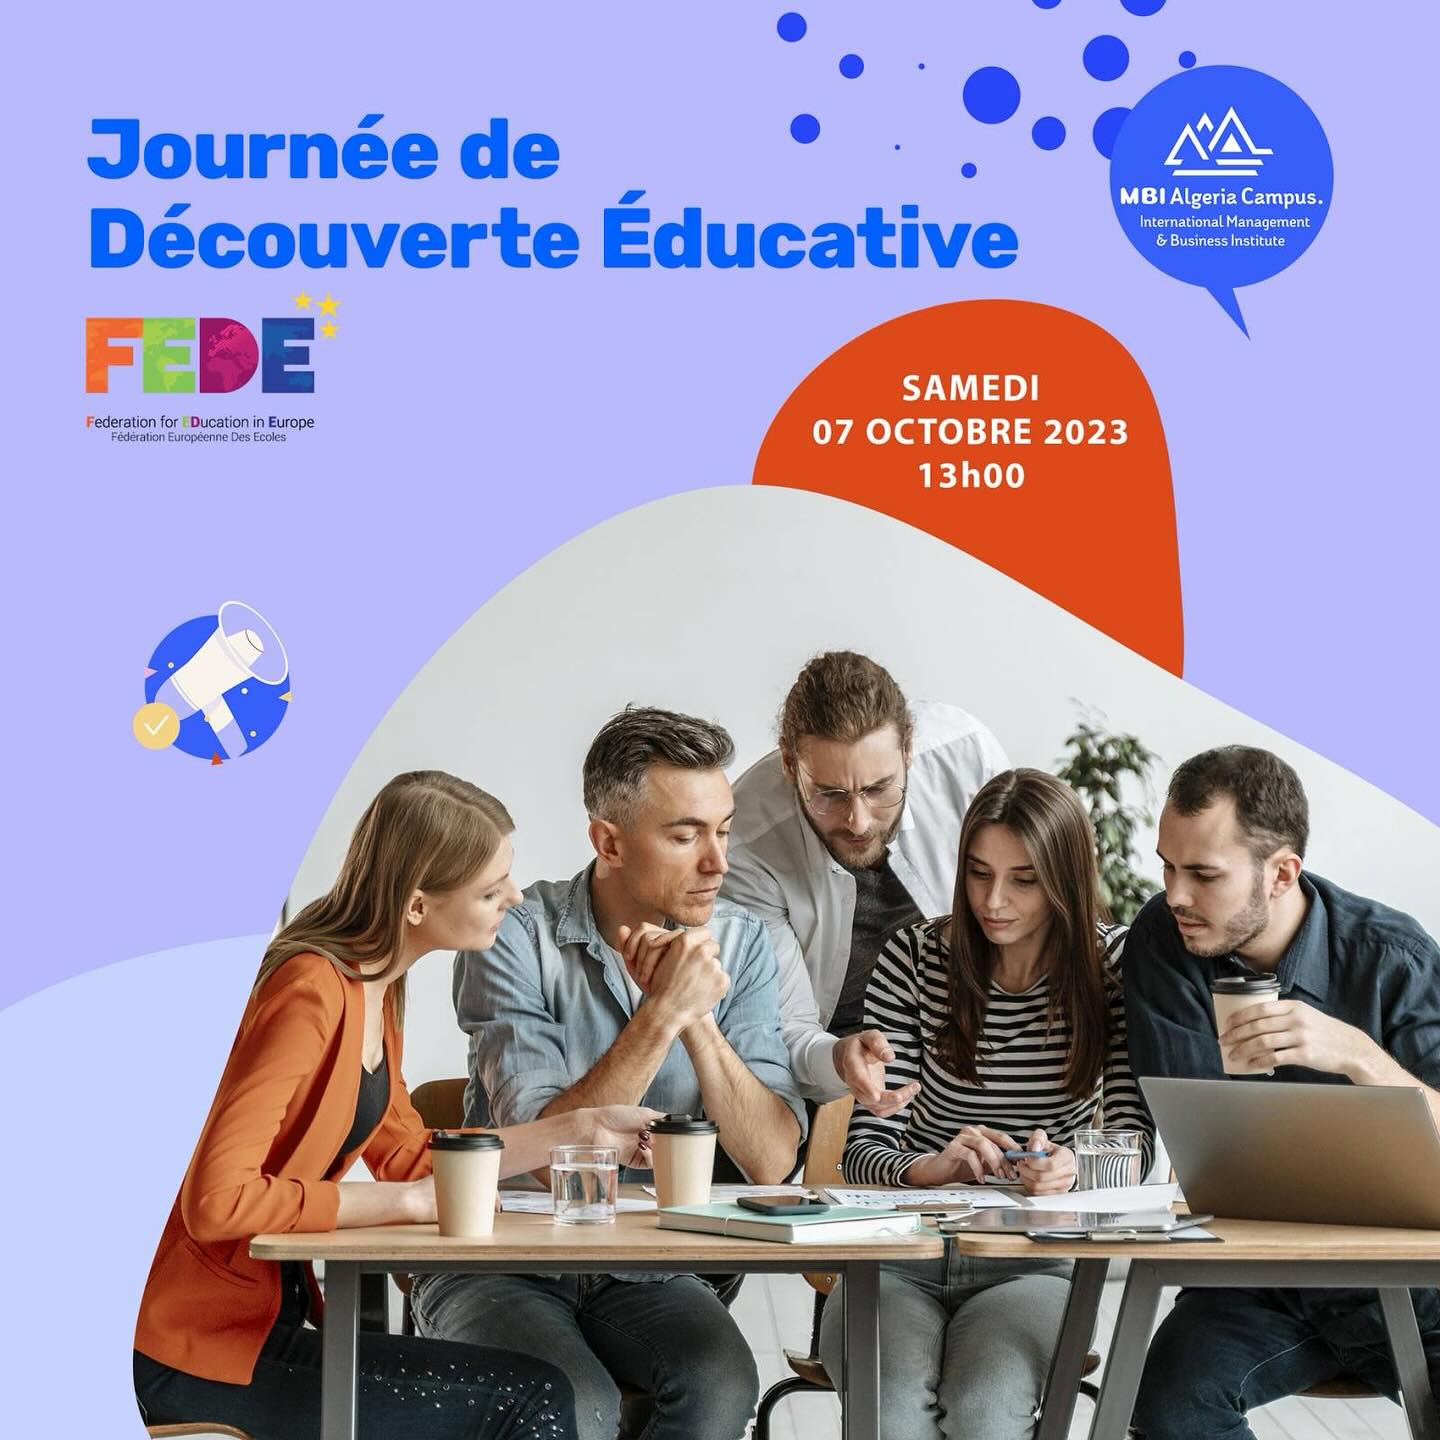 Journée de
Découverte Éducative
MBI Algeria Campus.
International Management
& Business Institute
FEDE
Federation for EDucation in Europe
Fédération Européenne Des Ecoles
SAMEDI
07 OCTOBRE 2023
13h00